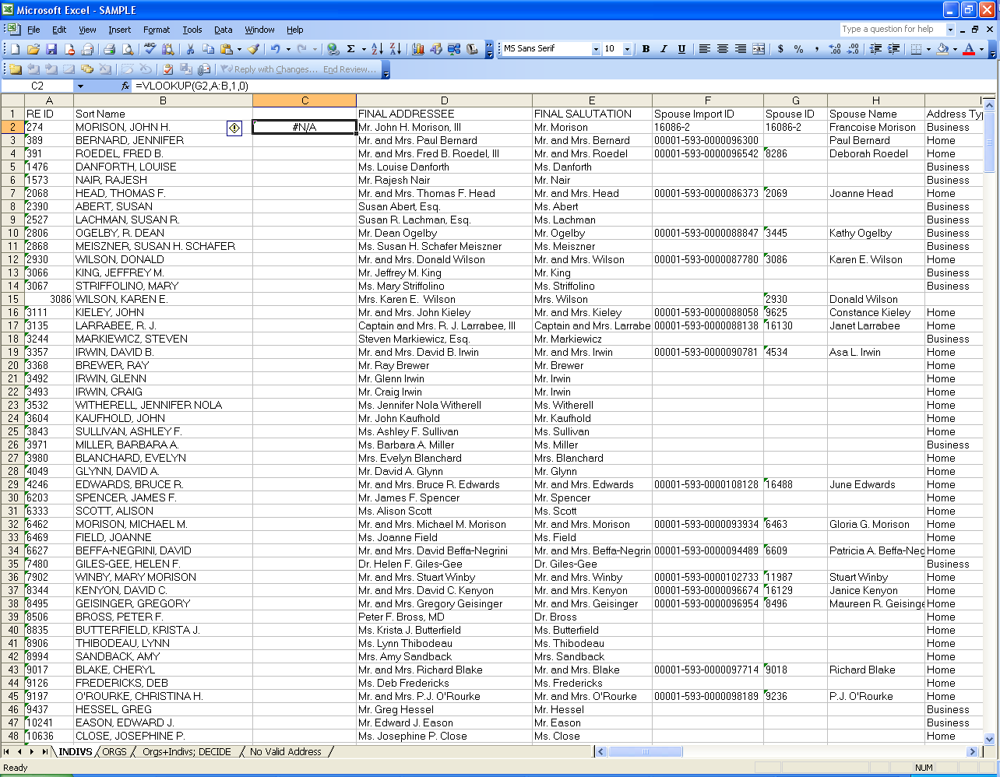 Microsoft Excel - SAMPLE
File Edit View Insert Format Tools Data Window Help Type a question for help
MS Sans Serif 10 B I U $ % ,
Reply with Changes... End Review...
C2 fx =VLOOKUP(G2,A:B,1,0)
A B C D E F G H I
1 RE ID Sort Name FINAL ADDRESSEE FINAL SALUTATION Spouse Import ID Spouse ID Spouse Name Address Typ
2 274 MORISON, JOHN H. #N/A Mr. John H. Morison, III Mr. Morison 16086-2 16086-2 Francoise Morison Business
3 389 BERNARD, JENNIFER Mr. and Mrs. Paul Bernard Mr. and Mrs. Bernard 00001-593-0000096300 Paul Bernard Home
4 391 ROEDEL, FRED B. Mr. and Mrs. Fred B. Roedel, III Mr. and Mrs. Roedel 00001-593-0000096542 8286 Deborah Roedel Home
5 1476 DANFORTH, LOUISE Ms. Louise Danforth Ms. Danforth Business
6 1573 NAIR, RAJESH Mr. Rajesh Nair Mr. Nair Business
7 2068 HEAD, THOMAS F. Mr. and Mrs. Thomas F. Head Mr. and Mrs. Head 00001-593-0000086373 2069 Joanne Head Home
8 2390 ABERT, SUSAN Susan Abert, Esq. Ms. Abert Business
9 2527 LACHMAN, SUSAN R. Susan R. Lachman, Esq. Ms. Lachman Business
10 2806 OGELBY, R. DEAN Mr. Dean Ogelby Mr. Ogelby 00001-593-0000088847 3445 Kathy Ogelby Business
11 2868 MEISZNER, SUSAN H. SCHAFER Ms. Susan H. Schafer Meiszner Ms. Meiszner Business
12 2930 WILSON, DONALD Mr. and Mrs. Donald Wilson Mr. and Mrs. Wilson 00001-593-0000087780 3086 Karen E. Wilson Home
13 3066 KING, JEFFREY M. Mr. Jeffrey M. King Mr. King Business
14 3067 STRIFFOLINO, MARY Ms. Mary Striffolino Ms. Striffolino Business
15 3086 WILSON, KAREN E. Mrs. Karen E.  Wilson Mrs. Wilson 2930 Donald Wilson
16 3111 KIELEY, JOHN Mr. and Mrs. John Kieley Mr. and Mrs. Kieley 00001-593-0000088058 9625 Constance Kieley Home
17 3135 LARRABEE, R. J. Captain and Mrs. R. J. Larrabee, III Captain and Mrs. Larrabe 00001-593-0000088138 16130 Janet Larrabee Home
18 3244 MARKIEWICZ, STEVEN Steven Markiewicz, Esq. Mr. Markiewicz Business
19 3357 IRWIN, DAVID B. Mr. and Mrs. David B. Irwin Mr. and Mrs. Irwin 00001-593-0000090781 4534 Asa L. Irwin Home
20 3368 BREWER, RAY Mr. Ray Brewer Mr. Brewer Home
21 3492 IRWIN, GLENN Mr. Glenn Irwin Mr. Irwin Home
22 3493 IRWIN, CRAIG Mr. Craig Irwin Mr. Irwin Home
23 3532 WITHERELL, JENNIFER NOLA Ms. Jennifer Nola Witherell Ms. Witherell Home
24 3604 KAUFHOLD, JOHN Mr. John Kaufhold Mr. Kaufhold Home
25 3843 SULLIVAN, ASHLEY F. Ms. Ashley F. Sullivan Ms. Sullivan Home
26 3971 MILLER, BARBARA A. Ms. Barbara A. Miller Ms. Miller Business
27 3980 BLANCHARD, EVELYN Mrs. Evelyn Blanchard Mrs. Blanchard Home
28 4049 GLYNN, DAVID A. Mr. David A. Glynn Mr. Glynn Home
29 4246 EDWARDS, BRUCE R. Mr. and Mrs. Bruce R. Edwards Mr. and Mrs. Edwards 00001-593-0000108128 16488 June Edwards Home
30 6203 SPENCER, JAMES F. Mr. James F. Spencer Mr. Spencer Home
31 6333 SCOTT, ALISON Ms. Alison Scott Ms. Scott Home
32 6462 MORISON, MICHAEL M. Mr. and Mrs. Michael M. Morison Mr. and Mrs. Morison 00001-593-0000093934 6463 Gloria G. Morison Home
33 6469 FIELD, JOANNE Ms. Joanne Field Ms. Field Home
34 6627 BEFFA-NEGRINI, DAVID Mr. and Mrs. David Beffa-Negrini Mr. and Mrs. Beffa-Negrin 00001-593-0000094489 6609 Patricia A. Beffa-Neg Home
35 7480 GILES-GEE, HELEN F. Dr. Helen F. Giles-Gee Dr. Giles-Gee Business
36 7902 WINBY, MARY MORISON Mr. and Mrs. Stuart Winby Mr. and Mrs. Winby 00001-593-0000102733 11987 Stuart Winby Home
37 8344 KENYON, DAVID C. Mr. and Mrs. David C. Kenyon Mr. and Mrs. Kenyon 00001-593-0000096674 16129 Janice Kenyon Home
38 8495 GEISINGER, GREGORY Mr. and Mrs. Gregory Geisinger Mr. and Mrs. Geisinger 00001-593-0000096954 8496 Maureen R. Geisinge Home
39 8506 BROSS, PETER F. Peter F. Bross, MD Dr. Bross Home
40 8835 BUTTERFIELD, KRISTA J. Ms. Krista J. Butterfield Ms. Butterfield Home
41 8906 THIBODEAU, LYNN Ms. Lynn Thibodeau Ms. Thibodeau Home
42 8994 SANDBACK, AMY Mrs. Amy Sandback Mrs. Sandback Home
43 9017 BLAKE, CHERYL Mr. and Mrs. Richard Blake Mr. and Mrs. Blake 00001-593-0000097714 9018 Richard Blake Home
44 9126 FREDERICKS, DEB Ms. Deb Fredericks Ms. Fredericks Home
45 9197 O'ROURKE, CHRISTINA H. Mr. and Mrs. P.J. O'Rourke Mr. and Mrs. O'Rourke 00001-593-0000098189 9236 P.J. O'Rourke Home
46 9437 HESSEL, GREG Mr. Greg Hessel Mr. Hessel Business
47 10241 EASON, EDWARD J. Mr. Edward J. Eason Mr. Eason Business
48 10636 CLOSE, JOSEPHINE P. Ms. Josephine P. Close Ms. Close Home
INDIVS ORGS Orgs+Indivs; DECIDE No Valid Address
Ready NUM